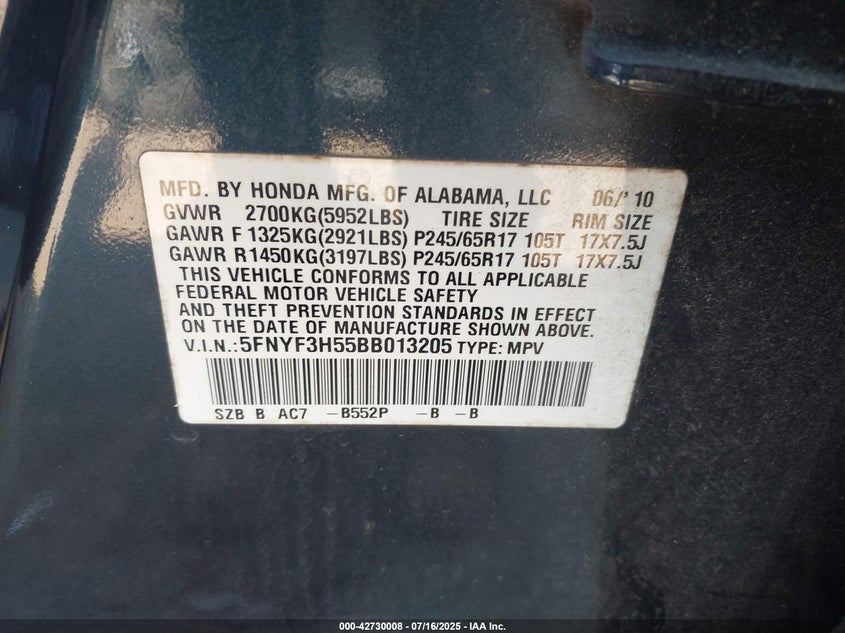 MFD. BY HONDA MFG. OF ALABAMA, LLC 06/'10
GVWR 2700KG(5952LBS) TIRE SIZE RIM SIZE
GAWR F 1325KG(2921LBS) P245/65R17 105T 17X7.5J
GAWR R 1450KG(3197LBS) P245/65R17 105T 17X7.5J
THIS VEHICLE CONFORMS TO ALL APPLICABLE
FEDERAL MOTOR VEHICLE SAFETY
AND THEFT PREVENTION STANDARDS IN EFFECT
ON THE DATE OF MANUFACTURE SHOWN ABOVE.
V.I.N.:5FNYF3H55BB013205 TYPE: MPV
SZB B AC7 -B552P -B -B
000-42730008 - 07/16/2025 - IAA Inc.